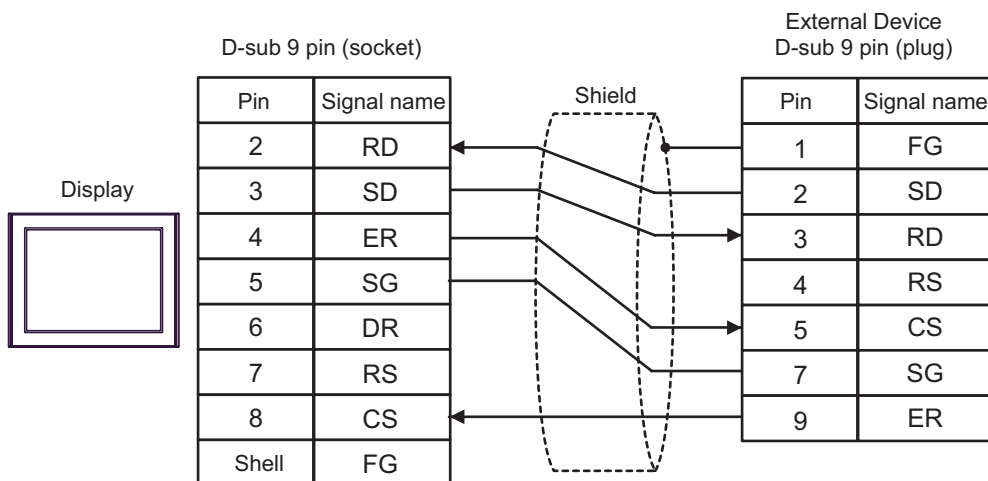 External Device
D-sub 9 pin (socket)
D-sub 9 pin (plug)
Display
Shield
Pin Signal name
2 RD
3 SD
4 ER
5 SG
6 DR
7 RS
8 CS
Shell FG
Pin Signal name
1 FG
2 SD
3 RD
4 RS
5 CS
7 SG
9 ER